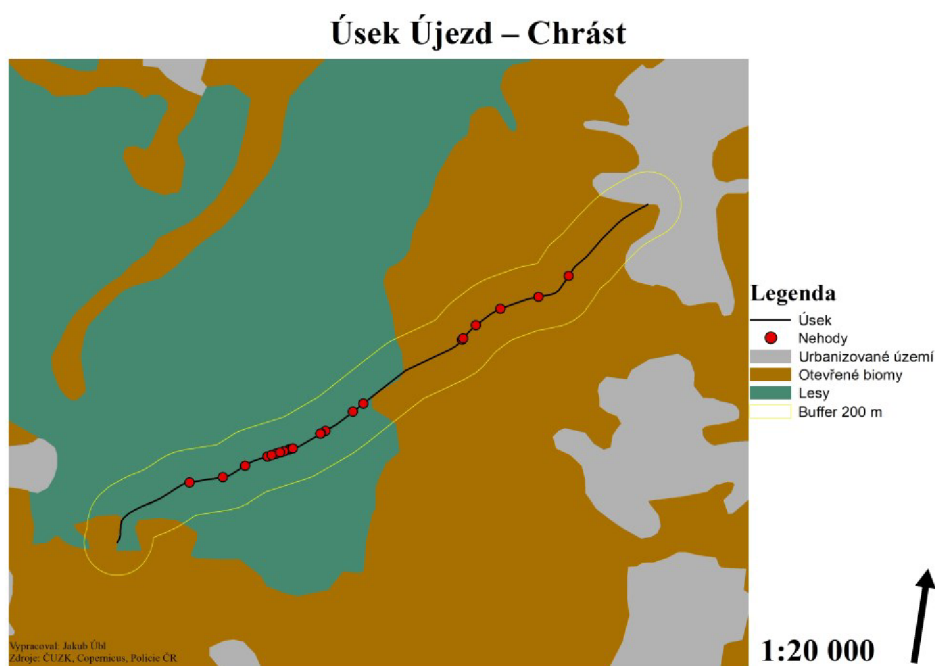 Úsek Újezd – Chrást
Legenda
Úsek
Nehody
Urbanizované území
Otevřené biomy
Lesy
Buffer 200 m
Vypracoval: Jakub Úbl
Zdroje: ČUZK, Copernicus, Policie ČR
1:20 000